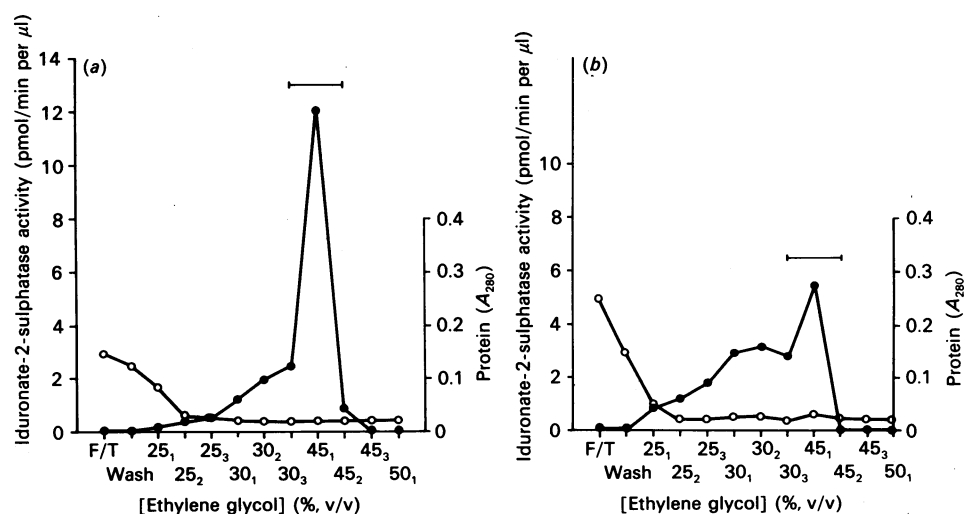 (a)
Iduronate-2-sulphatase activity (pmol/min per µl)
14
12
10
8
6
4
2
0
0.4
0.3
0.2
0.1
0
Protein (A280)
F/T 25₁ 25₃ 30₂ 45₁ 45₃
Wash 25₂ 30₁ 30₃ 45₂ 50₁
[Ethylene glycol] (%, v/v)
(b)
Iduronate-2-sulphatase activity (pmol/min per µl)
10
8
6
4
2
0
0.4
0.3
0.2
0.1
0
Protein (A280)
F/T 25₁ 25₃ 30₂ 45₁ 45₃
Wash 25₂ 30₁ 30₃ 45₂ 50₁
[Ethylene glycol] (%, v/v)